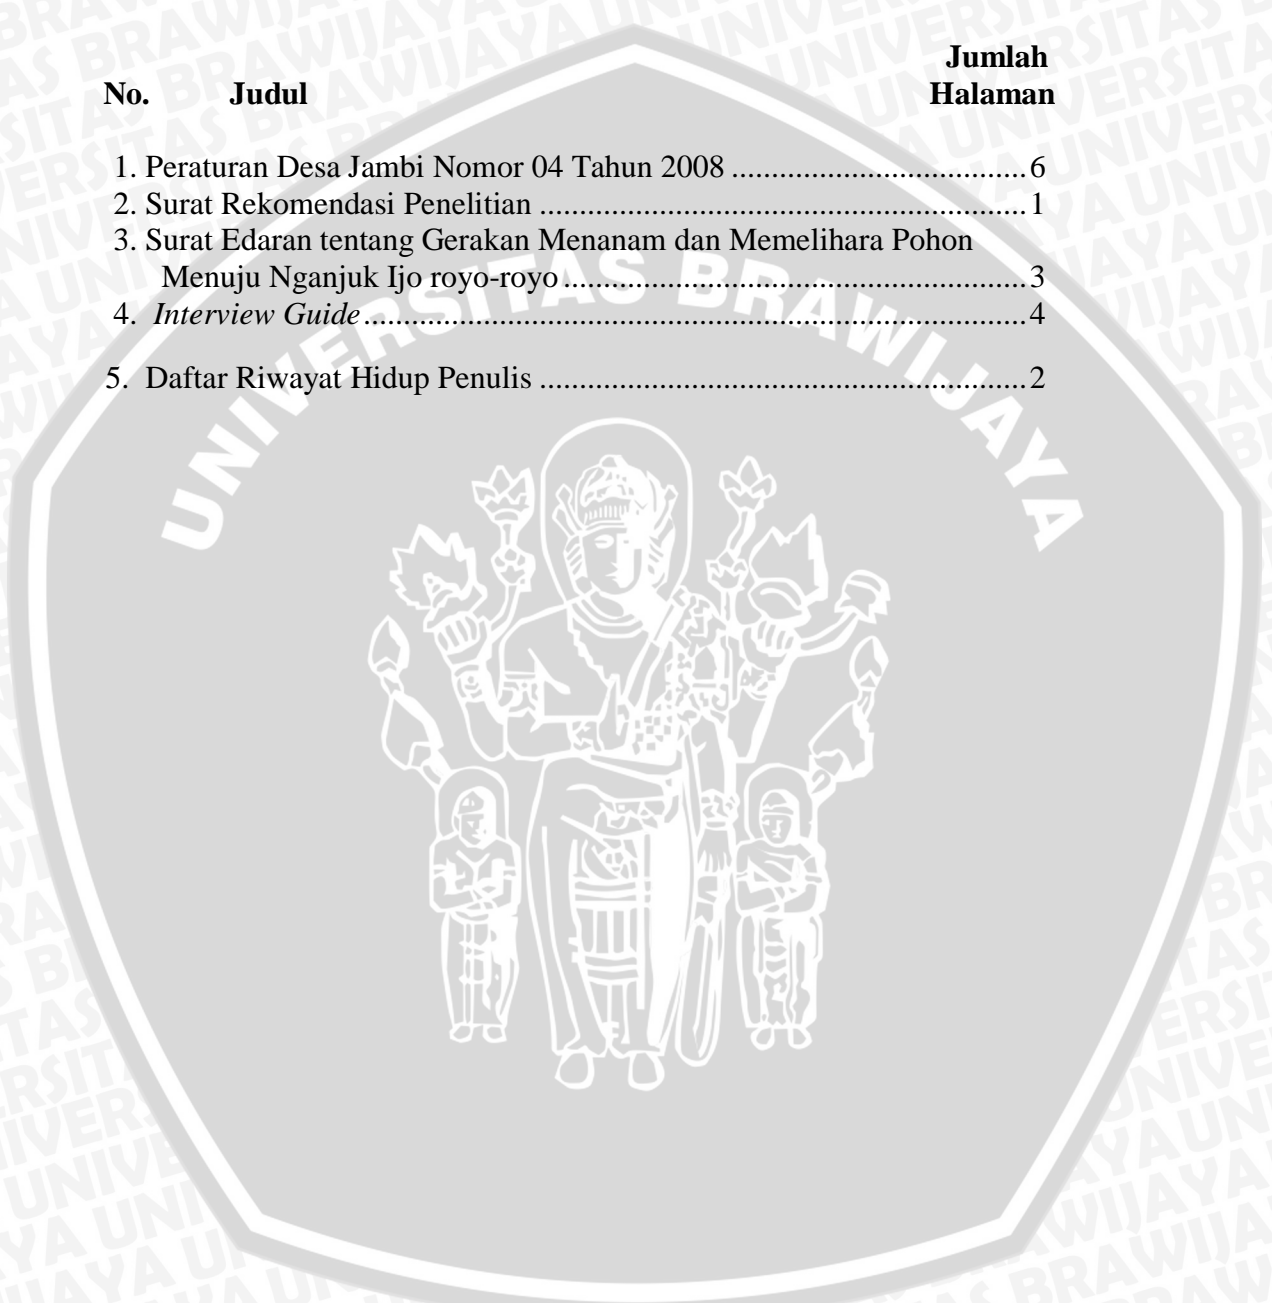 Jumlah
No. Judul Halaman
1. Peraturan Desa Jambi Nomor 04 Tahun 2008 .....................................6
2. Surat Rekomendasi Penelitian .............................................................1
3. Surat Edaran tentang Gerakan Menanam dan Memelihara Pohon
Menuju Nganjuk Ijo royo-royo..........................................................3
4. Interview Guide...................................................................................4
5. Daftar Riwayat Hidup Penulis .............................................................2
UNIVERSITAS BRAWIJAYA